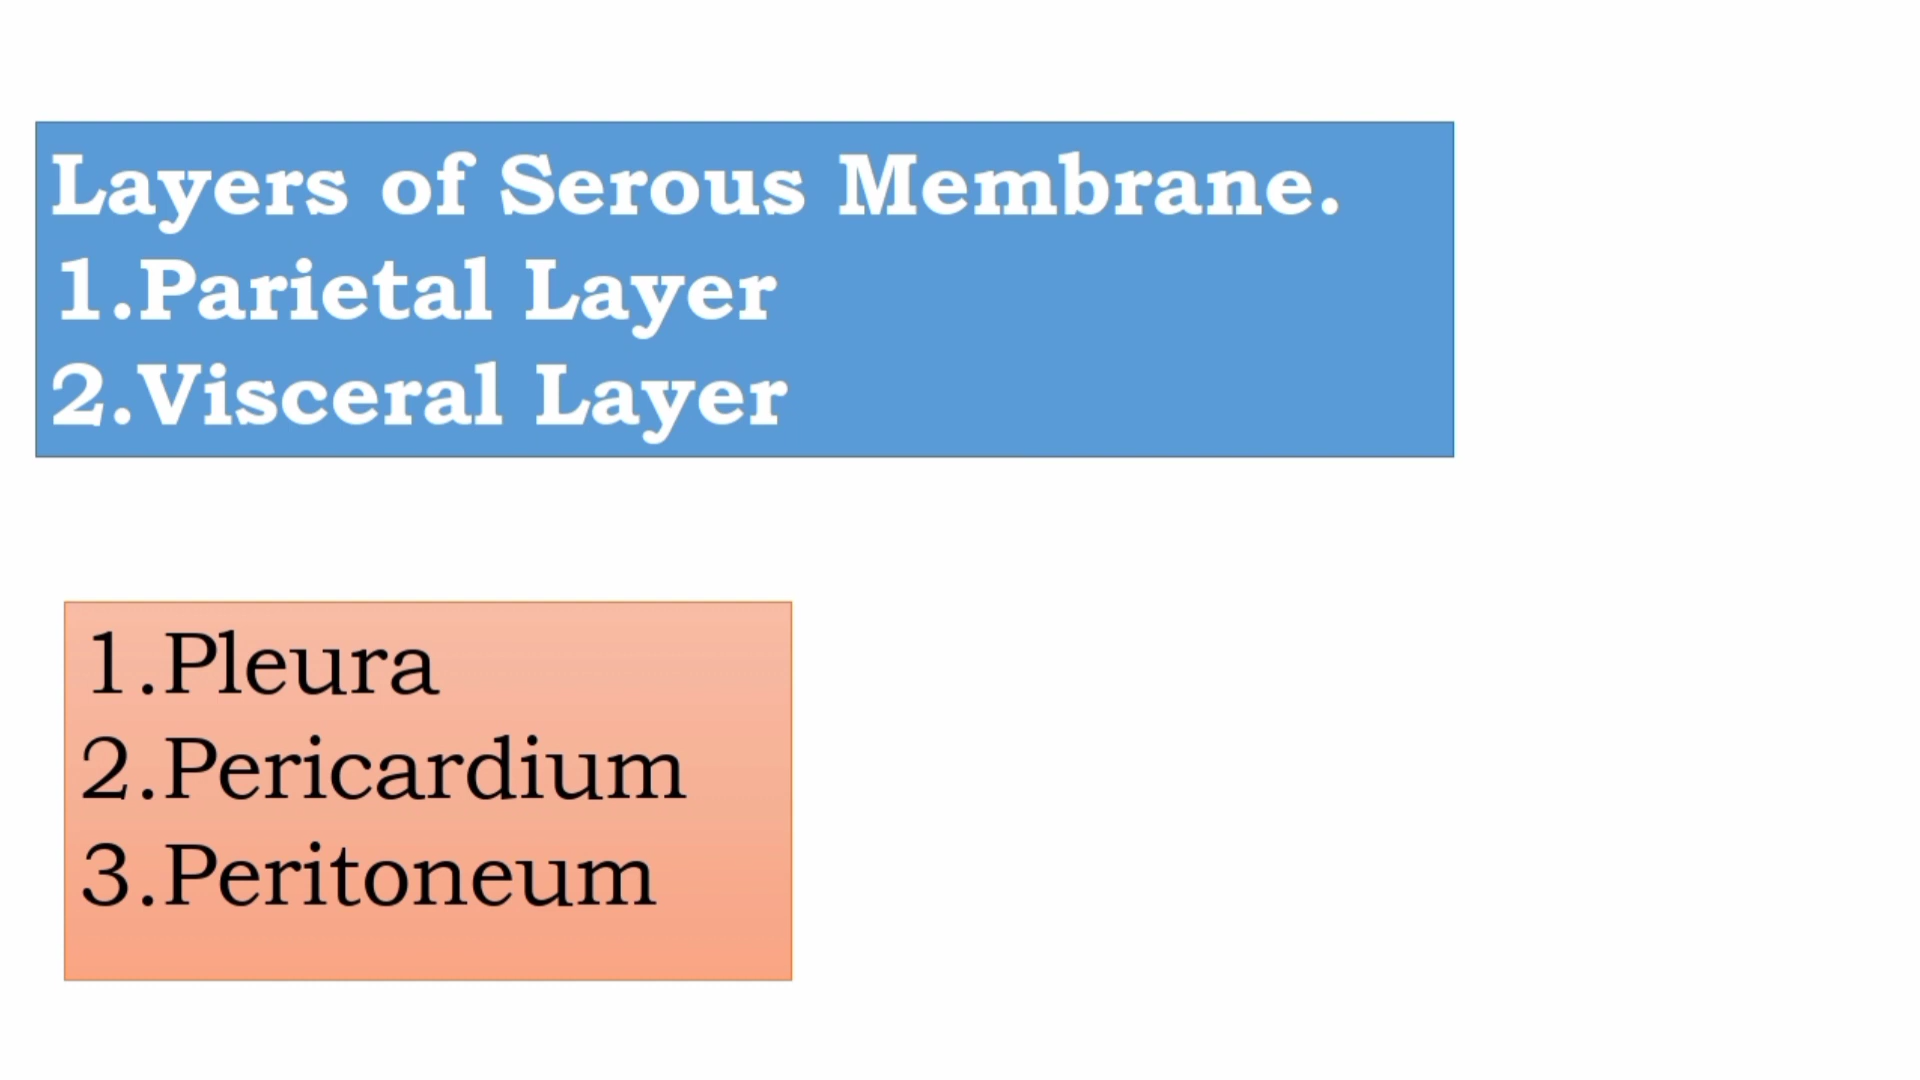 Layers of Serous Membrane.
1.Parietal Layer
2.Visceral Layer
1.Pleura
2.Pericardium
3.Peritoneum